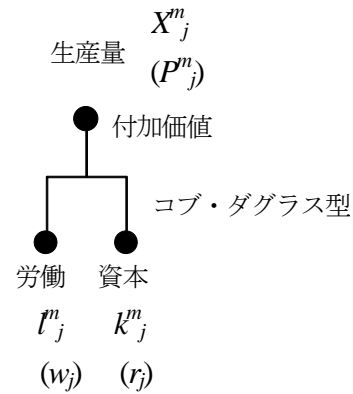 X^m_j
生産量
(P^m_j)
付加価値
コブ・ダグラス型
労働 資本
l^m_j k^m_j
(w_j) (r_j)